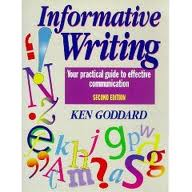 Informative
Writing
Your practical guide to effective
communication
SECOND EDITION
KEN GODDARD